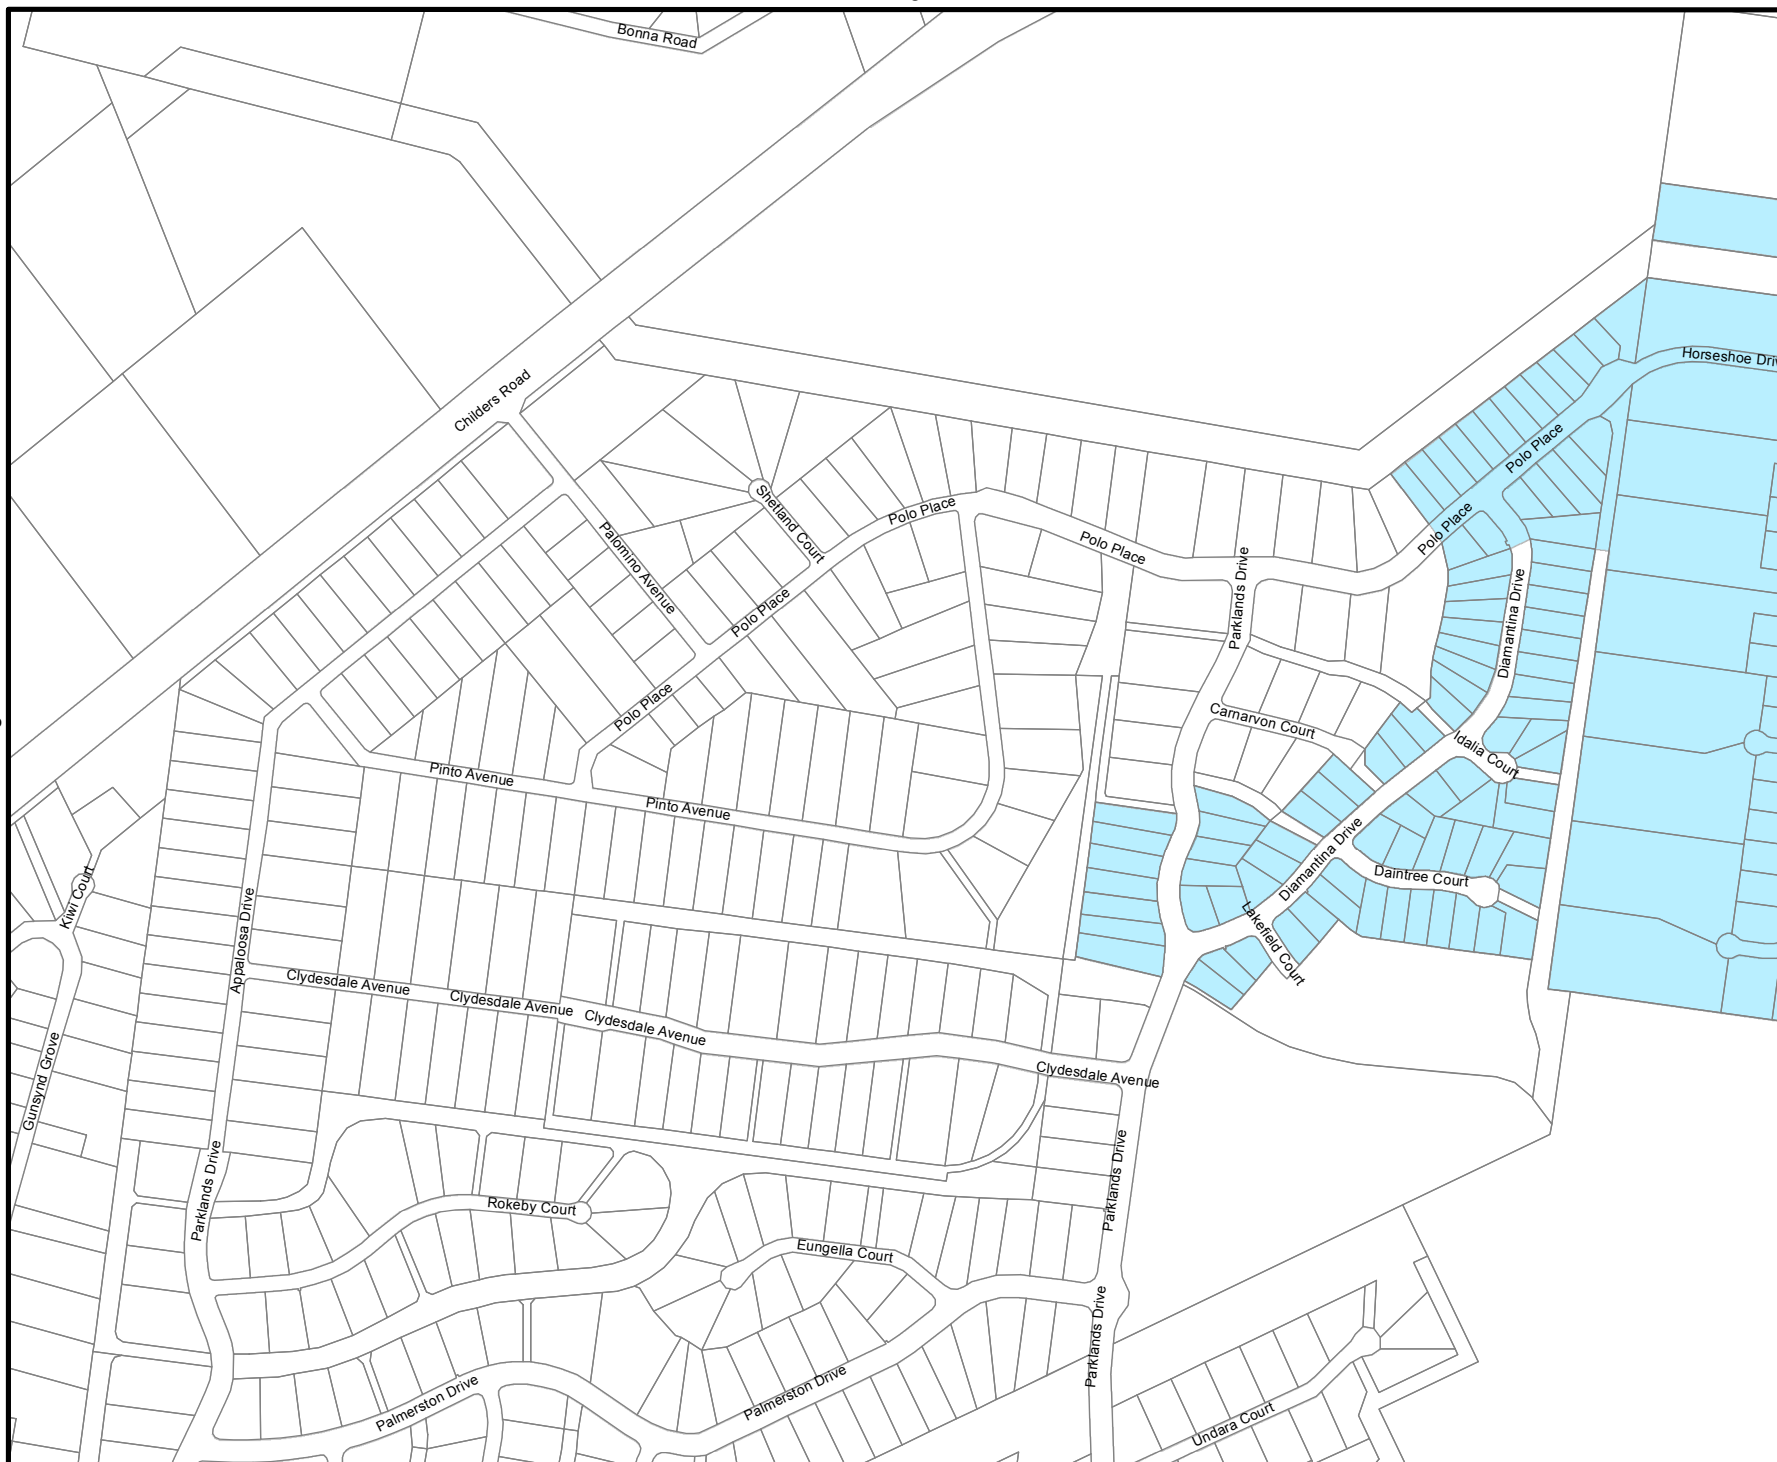 Bonna Road
Horseshoe Driv
Childers Road
Polo Place
Shetland Court
Polo Place
Polo Place
Polo Place
Palomino Avenue
Parklands Drive
Polo Place
Diamantina Drive
Polo Place
Carnarvon Court
Idalia Court
Pinto Avenue
Pinto Avenue
Diamantina Drive
Daintree Court
Kiwi Court
Appaloosa Drive
Lakefield Court
Clydesdale Avenue
Clydesdale Avenue
Clydesdale Avenue
Clydesdale Avenue
Gunsynd Grove
Parklands Drive
Parklands Drive
Rokeby Court
Eungella Court
Parklands Drive
Palmerston Drive
Palmerston Drive
Undara Court